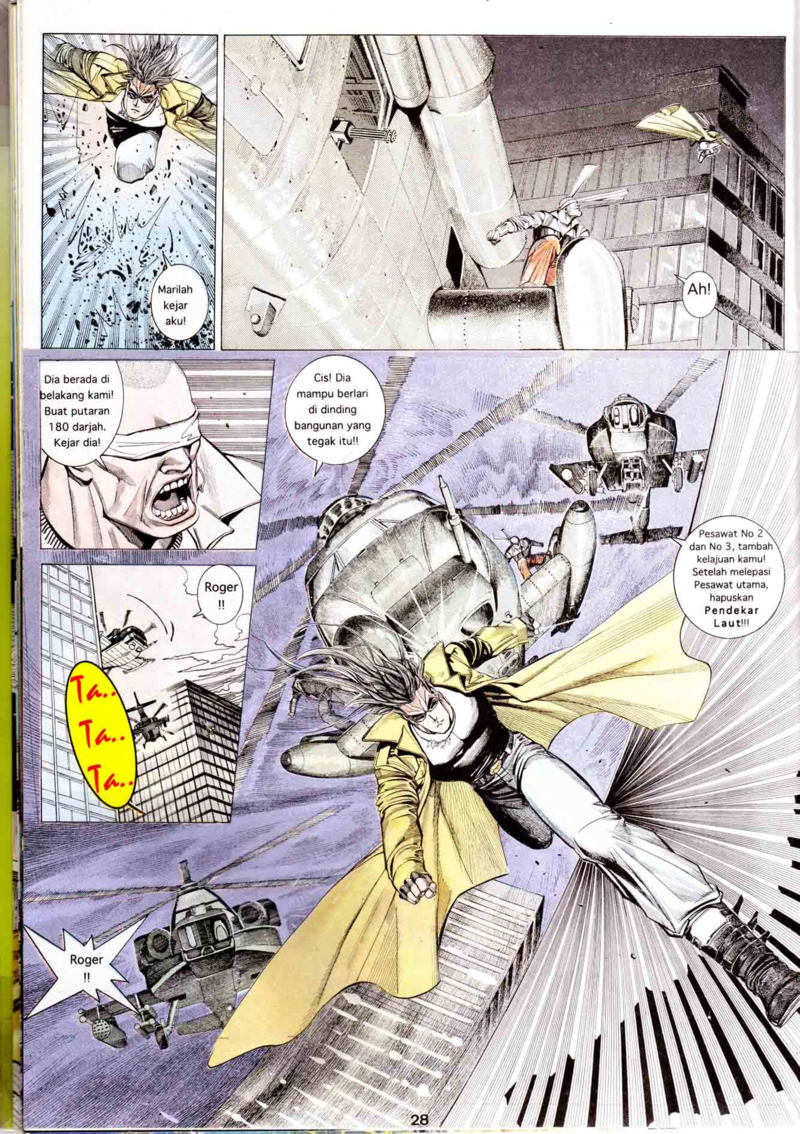 Marilah
kejar
aku!
Ah!
Dia berada di
belakang kami!
Buat putaran
180 darjah.
Kejar dia!
Cis! Dia
mampu berlari
di dinding
bangunan yang
tegak itu!!
Pesawat No 2
dan No 3, tambah
kelajuan kamu!
Setelah melepasi
Pesawat utama,
hapuskan
Pendekar
Laut!!!
Roger
!!
Ta..
Ta..
Ta..
Roger
!!
28